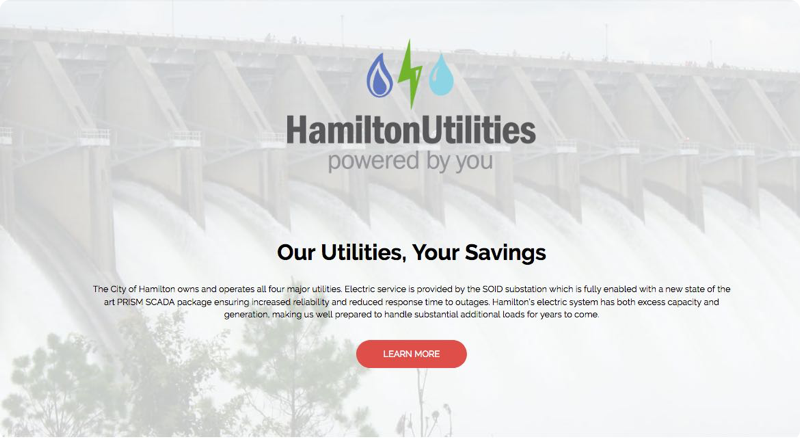 HamiltonUtilities
powered by you
Our Utilities, Your Savings
The City of Hamilton owns and operates all four major utilities. Electric service is provided by the SOID substation which is fully enabled with a new state of the
art PRISM SCADA package ensuring increased reliability and reduced response time to outages. Hamilton's electric system has both excess capacity and
generation, making us well prepared to handle substantial additional loads for years to come.
LEARN MORE